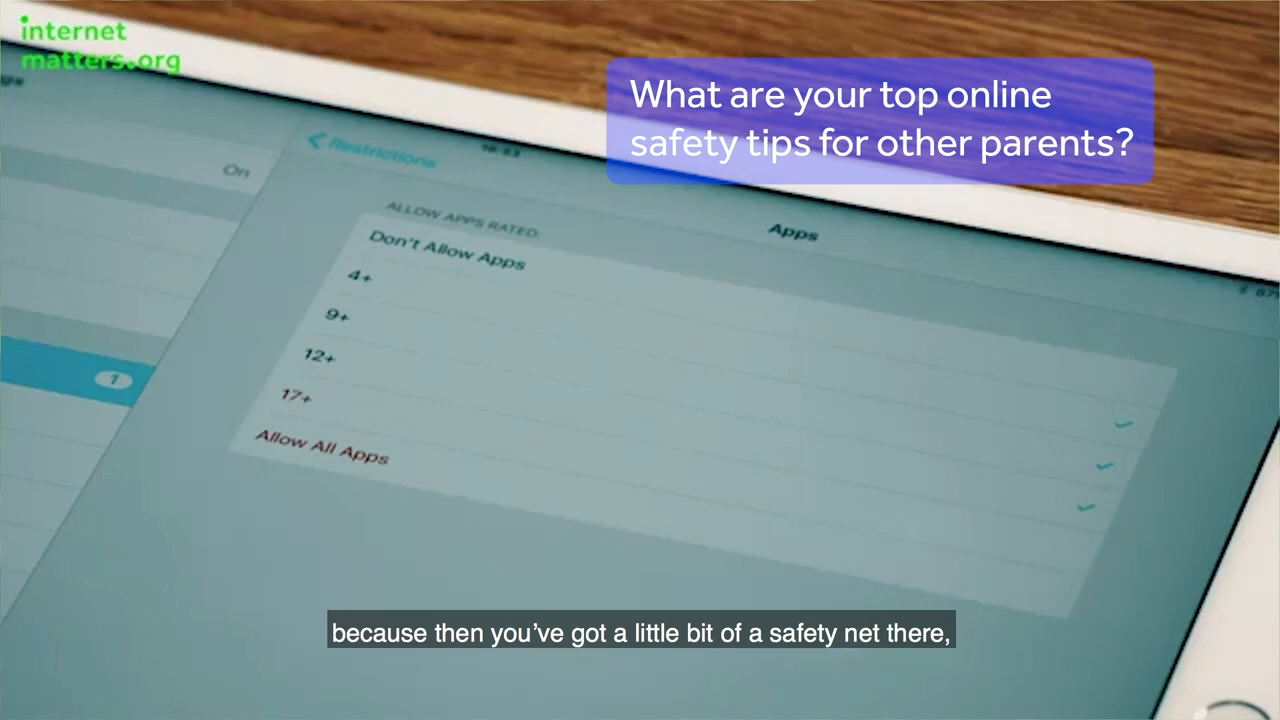 internet
matters.org
What are your top online
safety tips for other parents?
On
Restrictions
Apps
ALLOW APPS RATED:
Don't Allow Apps
4+
9+
12+
17+
Allow All Apps
1
because then you've got a little bit of a safety net there,